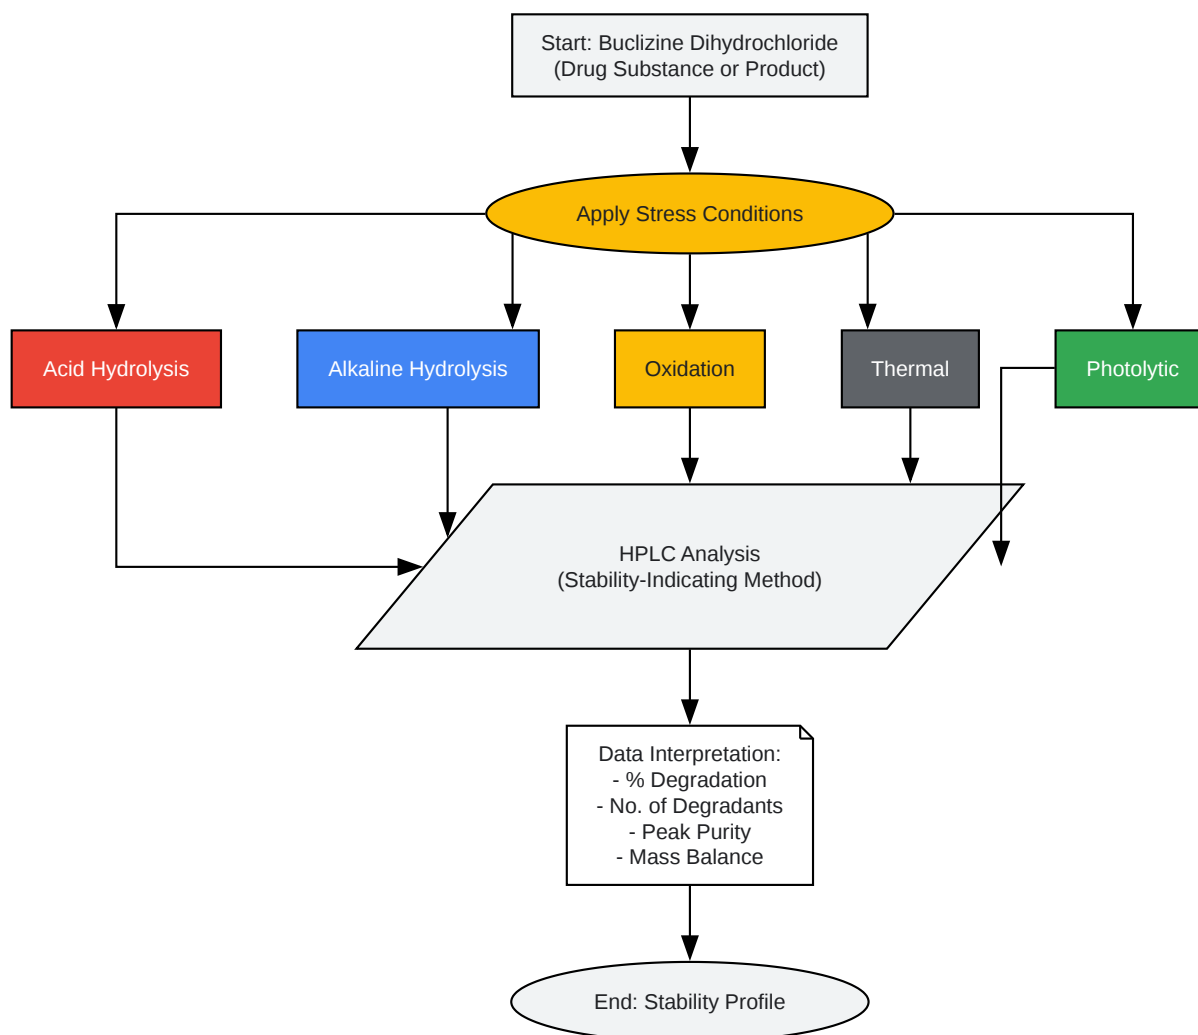 Start: Buclizine Dihydrochloride
(Drug Substance or Product)
Apply Stress Conditions
Acid Hydrolysis
Alkaline Hydrolysis
Oxidation
Thermal
Photolytic
HPLC Analysis
(Stability-Indicating Method)
Data Interpretation:
- % Degradation
- No. of Degradants
- Peak Purity
- Mass Balance
End: Stability Profile